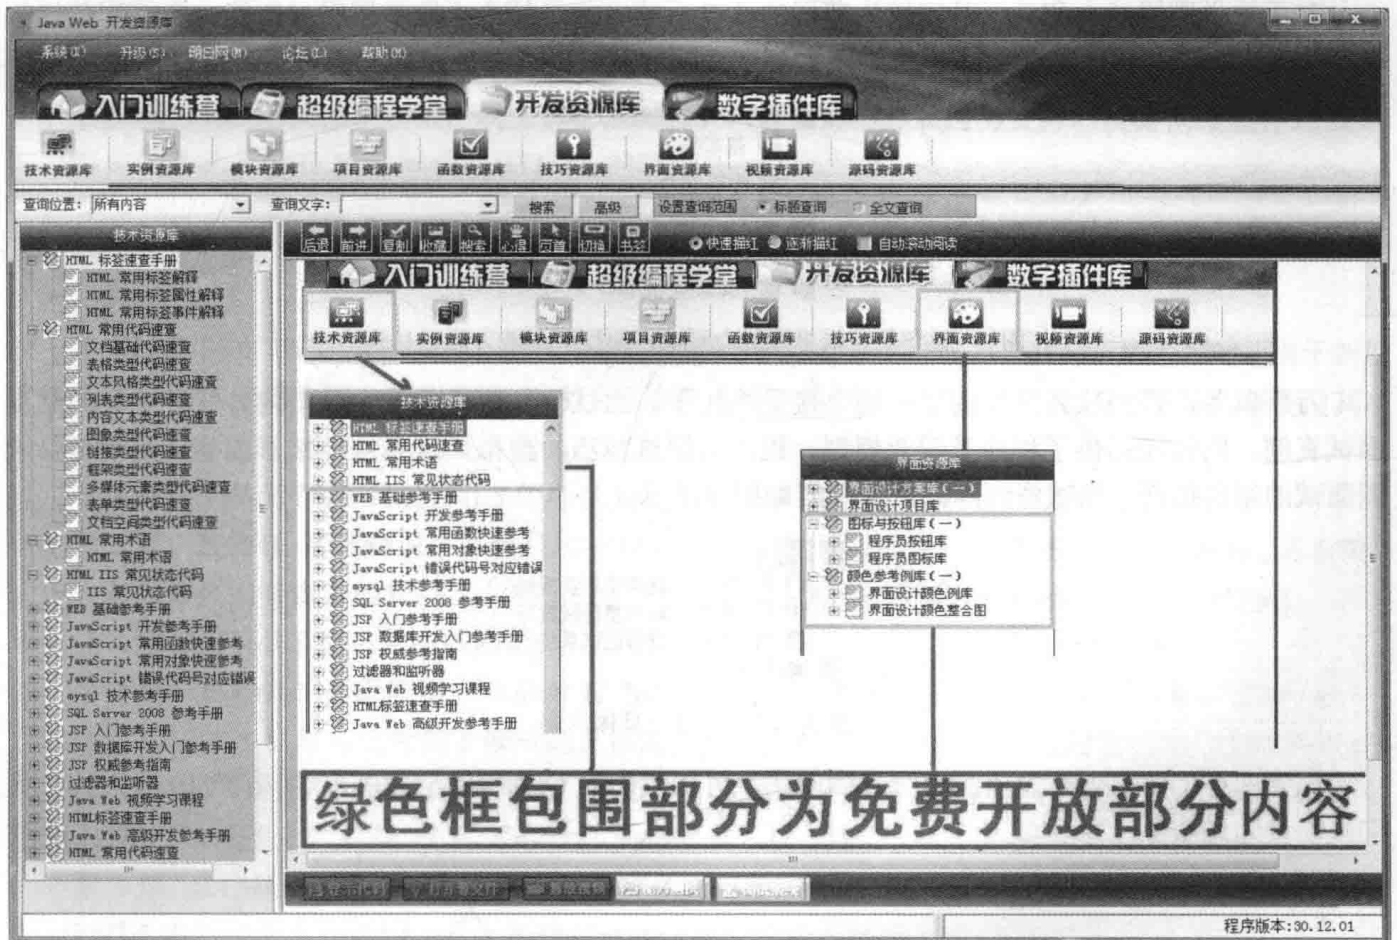 Java Web 开发资源库
系统(X) 升级(S) 明日网(M) 论坛(L) 帮助(H)
入门训练营 超级编程学堂 开发资源库 数字插件库
技术资源库 实例资源库 模块资源库 项目资源库 函数资源库 技巧资源库 界面资源库 视频资源库 源码资源库
查询位置: 所有内容 查询文字: 搜索 高级 设置查询范围 标题查询 全文查询
技术资源库
HTML 标签速查手册
HTML 常用标签解释
HTML 常用标签属性解释
HTML 常用标签事件解释
HTML 常用代码速查
文档基础代码速查
表格类型代码速查
文本风格类型代码速查
列表类型代码速查
内容文本类型代码速查
图象类型代码速查
链接类型代码速查
框架类型代码速查
多媒体元素类型代码速查
表单类型代码速查
文档空间类型代码速查
HTML 常用术语
HTML 常用术语
HTML IIS 常见状态代码
IIS 常见状态代码
WEB 基础参考手册
JavaScript 开发参考手册
JavaScript 常用函数快速参考
JavaScript 常用对象快速参考
JavaScript 错误代码号对应错误
mysql 技术参考手册
SQL Server 2008 参考手册
JSP 入门参考手册
JSP 数据库开发入门参考手册
JSP 权威参考指南
过滤器和监听器
Java Web 视频学习课程
HTML标签速查手册
Java Web 高级开发参考手册
HTML 常用代码速查
后退 前进 复制 收藏 搜索 心得 页首 切换 书签 快速描红 逐渐描红 自动滚动阅读
入门训练营 超级编程学堂 开发资源库 数字插件库
技术资源库 实例资源库 模块资源库 项目资源库 函数资源库 技巧资源库 界面资源库 视频资源库 源码资源库
技术资源库
HTML 标签速查手册
HTML 常用代码速查
HTML 常用术语
HTML IIS 常见状态代码
WEB 基础参考手册
JavaScript 开发参考手册
JavaScript 常用函数快速参考
JavaScript 常用对象快速参考
JavaScript 错误代码号对应错误
mysql 技术参考手册
SQL Server 2008 参考手册
JSP 入门参考手册
JSP 数据库开发入门参考手册
JSP 权威参考指南
过滤器和监听器
Java Web 视频学习课程
HTML标签速查手册
Java Web 高级开发参考手册
界面资源库
界面设计方案库(一)
界面设计项目库
图标与按钮库(一)
程序员按钮库
程序员图标库
颜色参考例库(一)
界面设计颜色例库
界面设计颜色整合图
绿色框包围部分为免费开放部分内容
程序版本:30.12.01